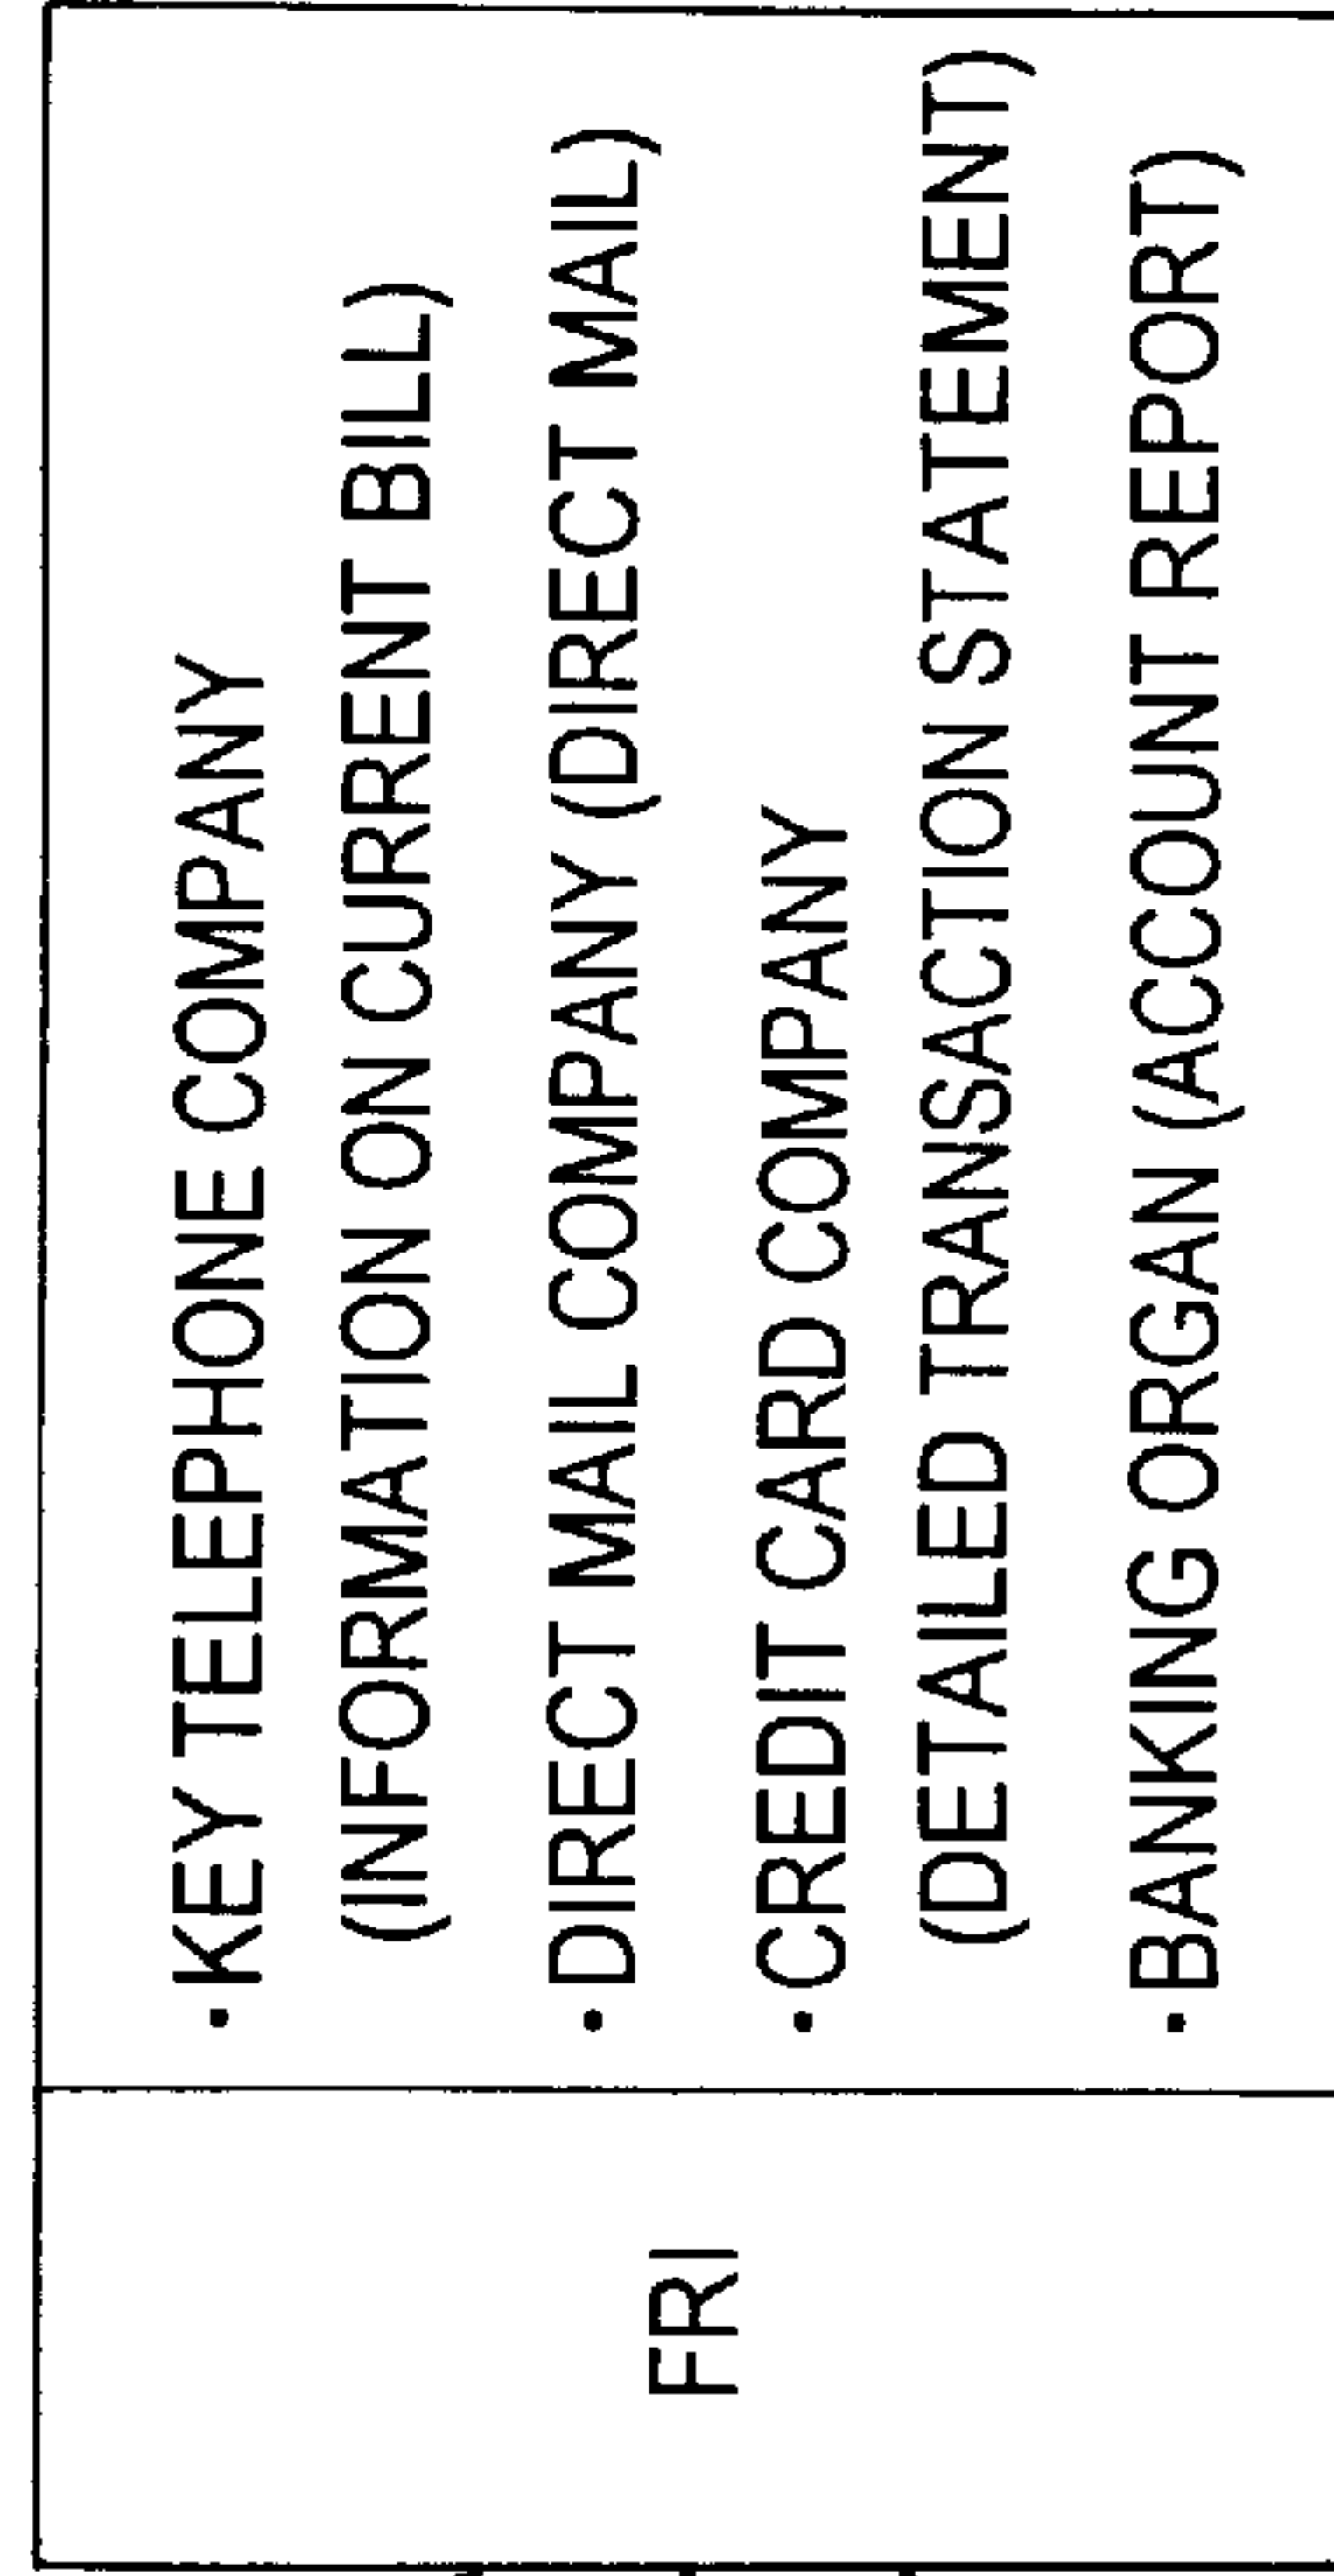 FRI
・KEY TELEPHONE COMPANY
(INFORMATION ON CURRENT BILL)
・DIRECT MAIL COMPANY (DIRECT MAIL)
・CREDIT CARD COMPANY
(DETAILED TRANSACTION STATEMENT)
・BANKING ORGAN (ACCOUNT REPORT)